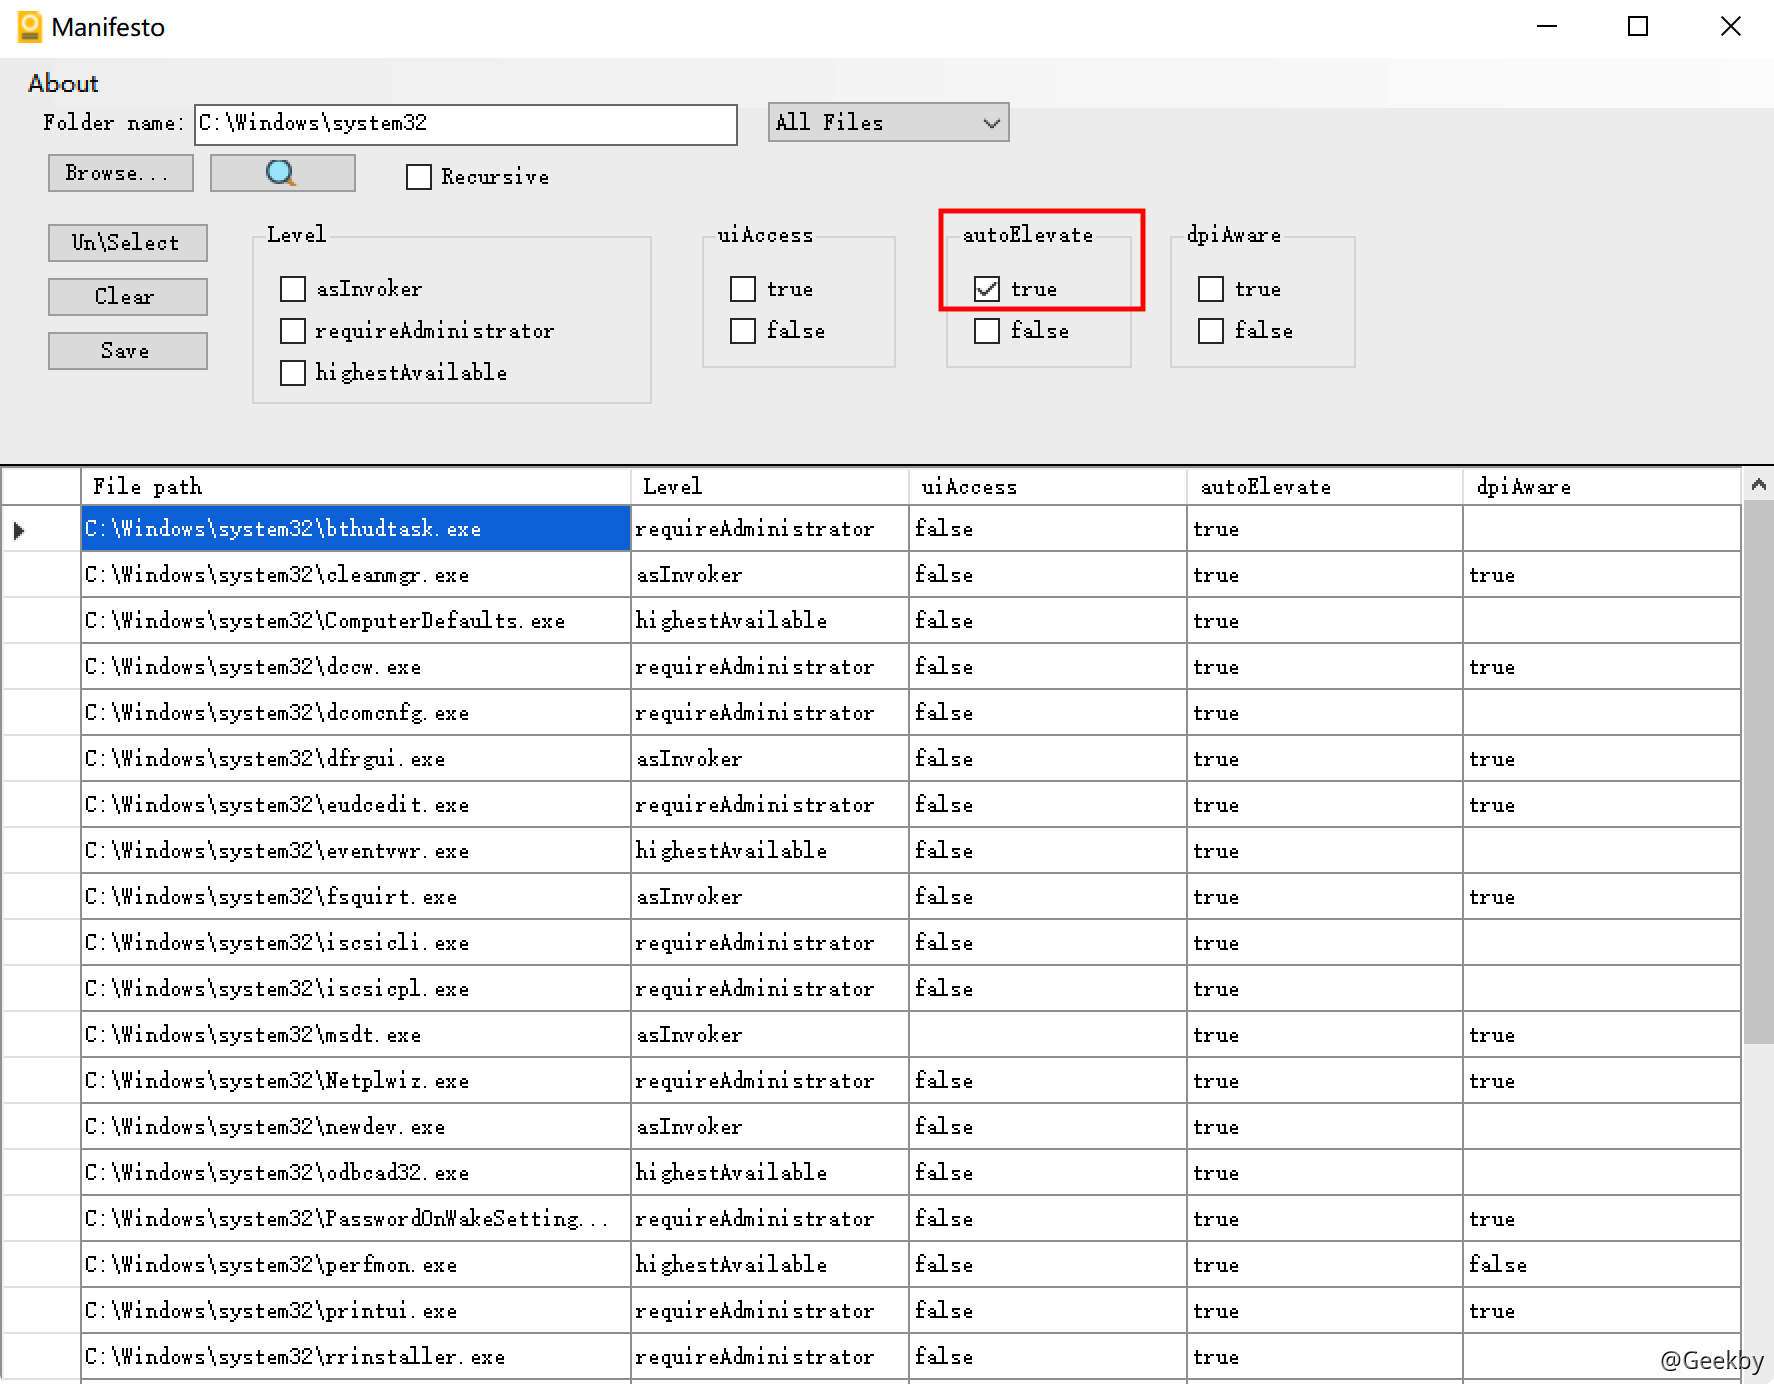 Manifesto
About
Folder name: C:\Windows\system32 All Files
Browse... Recursive
Un\Select Level uiAccess autoElevate dpiAware
Clear asInvoker true true true
requireAdministrator false false false
Save highestAvailable
File path Level uiAccess autoElevate dpiAware
C:\Windows\system32\bthudtask.exe requireAdministrator false true
C:\Windows\system32\cleanmgr.exe asInvoker false true true
C:\Windows\system32\ComputerDefaults.exe highestAvailable false true
C:\Windows\system32\dccw.exe requireAdministrator false true true
C:\Windows\system32\dcomcnfg.exe requireAdministrator false true
C:\Windows\system32\dfrgui.exe asInvoker false true true
C:\Windows\system32\eudcedit.exe requireAdministrator false true true
C:\Windows\system32\eventvwr.exe highestAvailable false true
C:\Windows\system32\fsquirt.exe asInvoker false true true
C:\Windows\system32\iscsicli.exe requireAdministrator false true
C:\Windows\system32\iscsicpl.exe requireAdministrator false true
C:\Windows\system32\msdt.exe asInvoker true true
C:\Windows\system32\Netplwiz.exe requireAdministrator false true true
C:\Windows\system32\newdev.exe asInvoker false true
C:\Windows\system32\odbcad32.exe highestAvailable false true
C:\Windows\system32\PasswordOnWakeSetting... requireAdministrator false true true
C:\Windows\system32\perfmon.exe highestAvailable false true false
C:\Windows\system32\printui.exe requireAdministrator false true true
C:\Windows\system32\rrinstaller.exe requireAdministrator false true
@Geekby